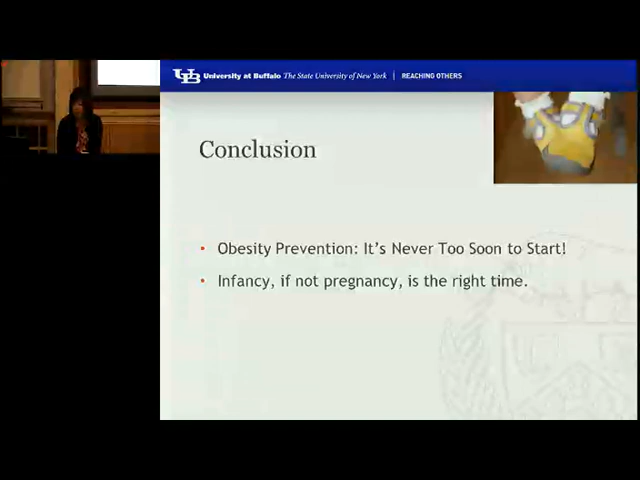 UB University at Buffalo The State University of New York | REACHING OTHERS
Conclusion
• Obesity Prevention: It's Never Too Soon to Start!
• Infancy, if not pregnancy, is the right time.